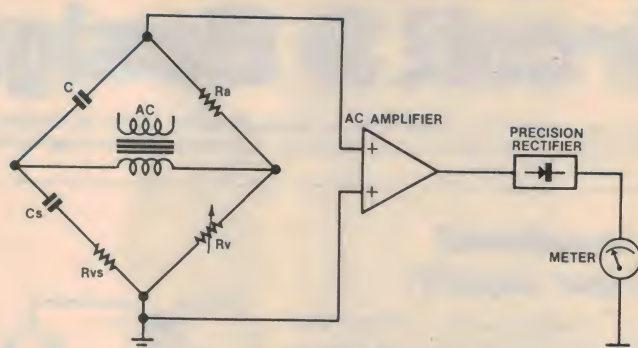 C
Ra
AC
AC AMPLIFIER
PRECISION
RECTIFIER
+
+
Cs
Rvs
Rv
METER